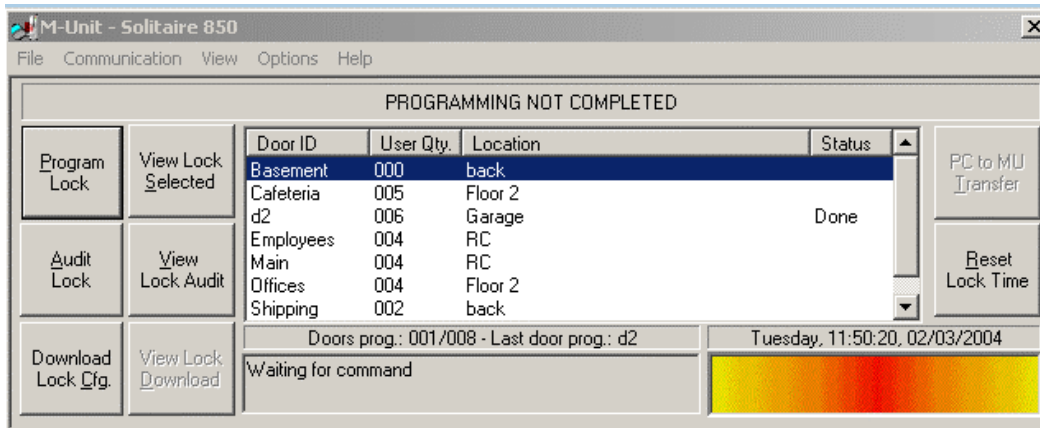 M-Unit - Solitaire 850
File Communication View Options Help
PROGRAMMING NOT COMPLETED
Program Lock
View Lock Selected
Door ID User Qty. Location Status
Basement 000 back
Cafeteria 005 Floor 2
d2 006 Garage Done
Employees 004 RC
Main 004 RC
Offices 004 Floor 2
Shipping 002 back
PC to MU Transfer
Audit Lock
View Lock Audit
Reset Lock Time
Doors prog.: 001/008 - Last door prog.: d2
Tuesday, 11:50:20, 02/03/2004
Download Lock Cfg.
View Lock Download
Waiting for command